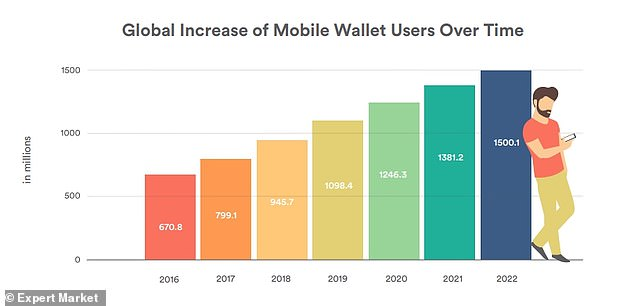 Global Increase of Mobile Wallet Users Over Time
in millions
1500
1000
500
0
670.8
799.1
945.7
1098.4
1246.3
1381.2
1500.1
2016 2017 2018 2019 2020 2021 2022
© Expert Market